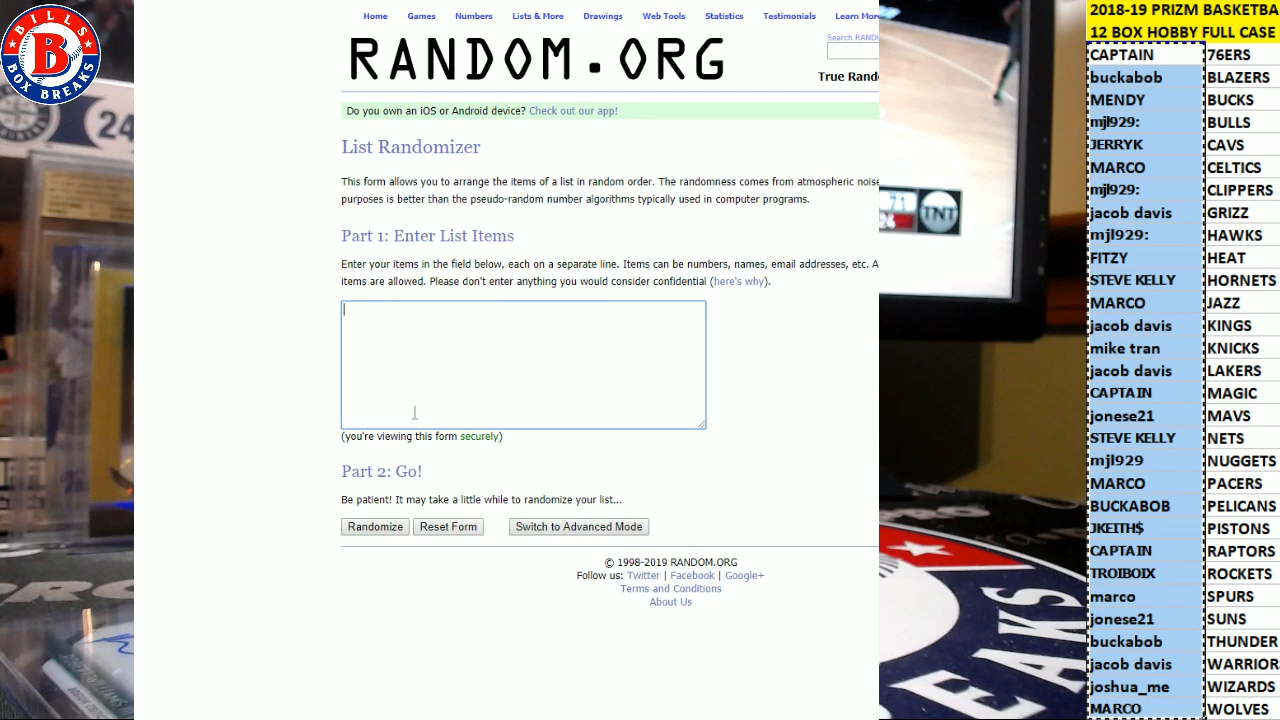 BILL'S
B
BOX BREAKS
24
Home Games Numbers Lists & More Drawings Web Tools Statistics Testimonials Learn More
RANDOM.ORG
Search RANDO
True Rando
Do you own an iOS or Android device? Check out our app!
List Randomizer
This form allows you to arrange the items of a list in random order. The randomness comes from atmospheric noise
purposes is better than the pseudo-random number algorithms typically used in computer programs.
Part 1: Enter List Items
Enter your items in the field below, each on a separate line. Items can be numbers, names, email addresses, etc. A
items are allowed. Please don't enter anything you would consider confidential (here's why).
(you're viewing this form securely)
Part 2: Go!
Be patient! It may take a little while to randomize your list...
Randomize Reset Form Switch to Advanced Mode
© 1998-2019 RANDOM.ORG
Follow us: Twitter | Facebook | Google+
Terms and Conditions
About Us
TNT
EAKS
2018-19 PRIZM BASKETBA
12 BOX HOBBY FULL CASE
CAPTAIN 76ERS
buckabob BLAZERS
MENDY BUCKS
mjl929: BULLS
JERRYK CAVS
MARCO CELTICS
mjl929: CLIPPERS
jacob davis GRIZZ
mjl929: HAWKS
FITZY HEAT
STEVE KELLY HORNETS
MARCO JAZZ
jacob davis KINGS
mike tran KNICKS
jacob davis LAKERS
CAPTAIN MAGIC
jonese21 MAVS
STEVE KELLY NETS
mjl929 NUGGETS
MARCO PACERS
BUCKABOB PELICANS
JKEITH$ PISTONS
CAPTAIN RAPTORS
TROIBOIX ROCKETS
marco SPURS
jonese21 SUNS
buckabob THUNDER
jacob davis WARRIORS
joshua_me WIZARDS
MARCO WOLVES